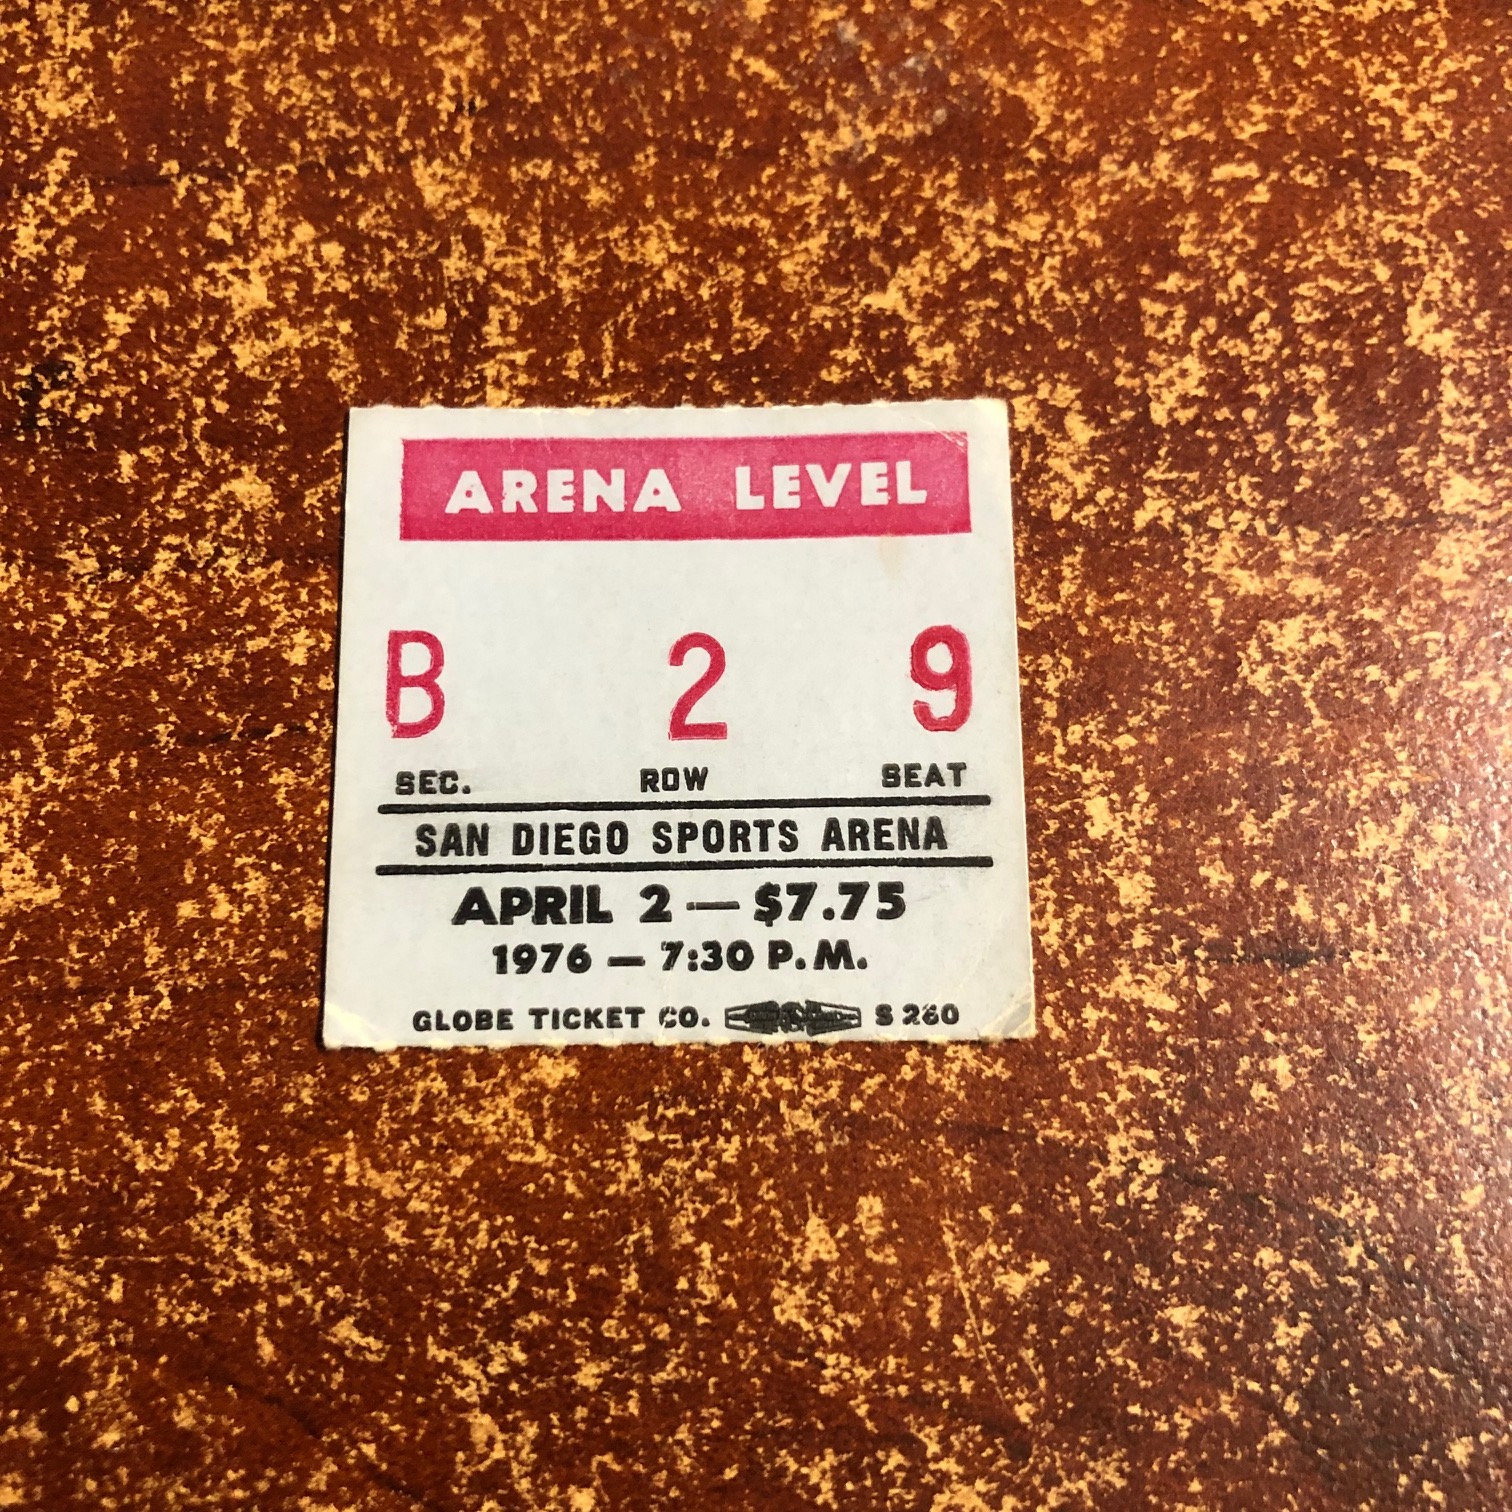 ARENA LEVEL
B 2 9
SEC. ROW SEAT
SAN DIEGO SPORTS ARENA
APRIL 2 — $7.75
1976 — 7:30 P.M.
GLOBE TICKET CO. S 260